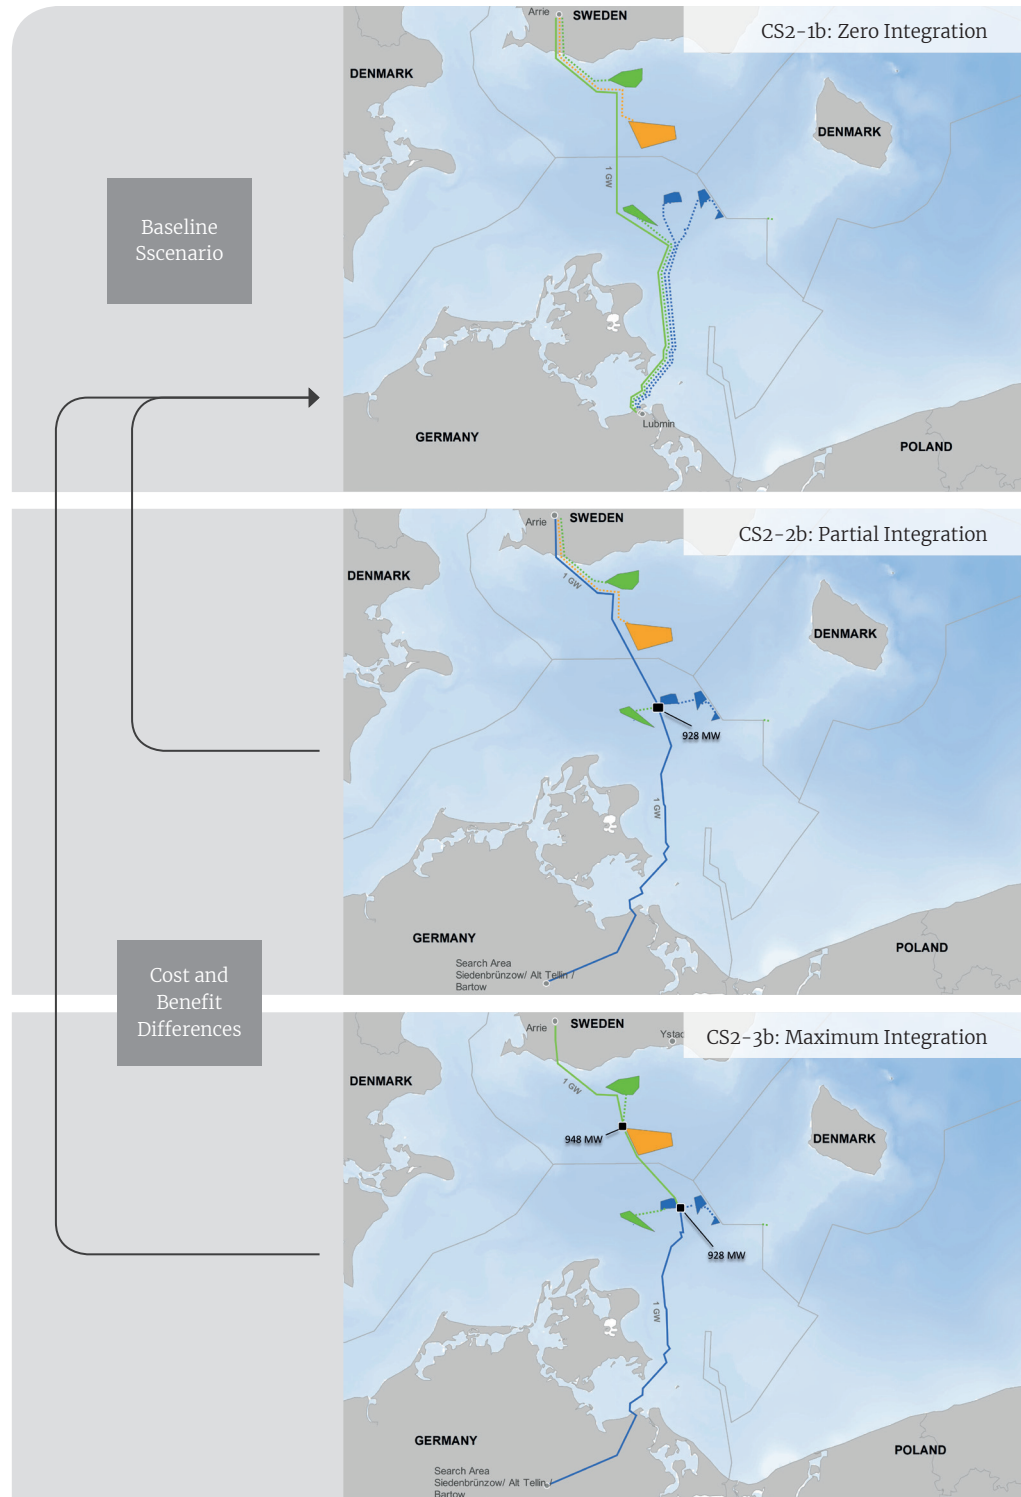 CS2-1b: Zero Integration
Arrie
SWEDEN
DENMARK
DENMARK
1 GW
Baseline
Sscenario
Lubmin
GERMANY
POLAND
CS2-2b: Partial Integration
Arrie
SWEDEN
DENMARK
1 GW
DENMARK
928 MW
1 GW
GERMANY
POLAND
Search Area
Siedenbrünzow/ Alt Tellin /
Bartow
Cost and
Benefit
Differences
CS2-3b: Maximum Integration
Arrie
SWEDEN
DENMARK
1 GW
948 MW
DENMARK
928 MW
1 GW
GERMANY
POLAND
Search Area
Siedenbrünzow/ Alt Tellin /
Bartow